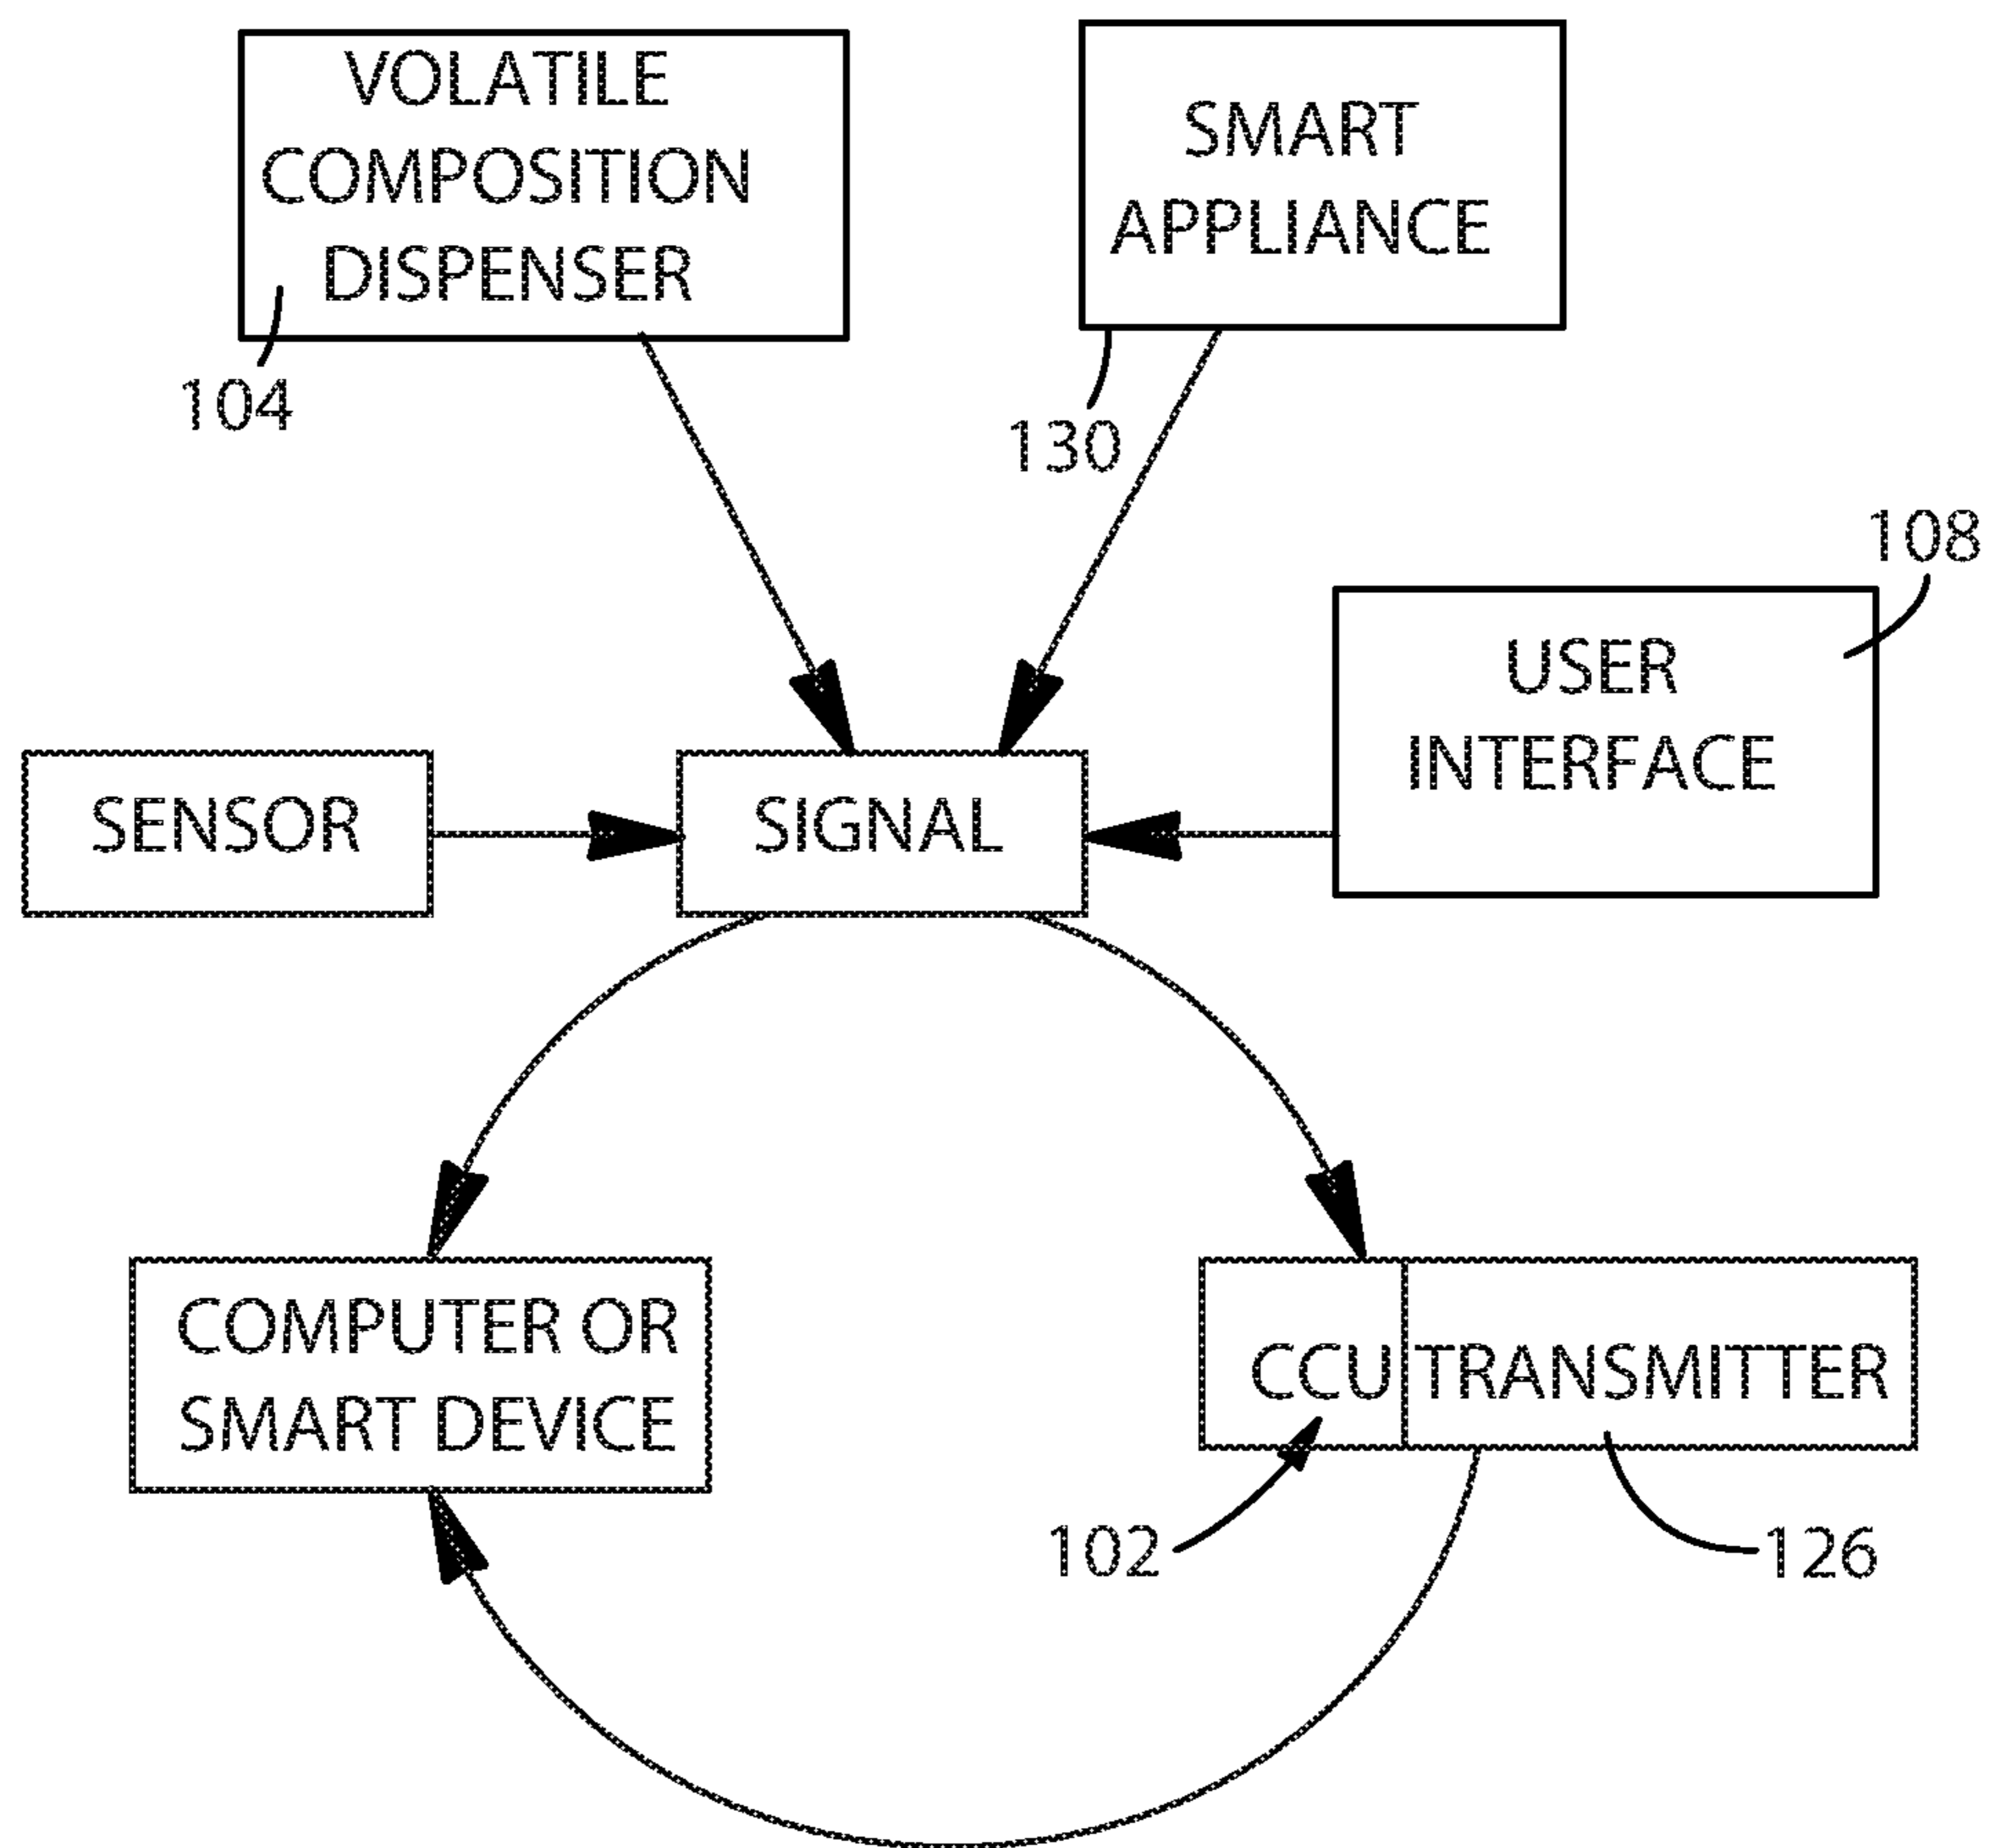 VOLATILE
COMPOSITION
DISPENSER
104
SMART
APPLIANCE
130
108
USER
INTERFACE
SENSOR
SIGNAL
COMPUTER OR
SMART DEVICE
CCU TRANSMITTER
102
126